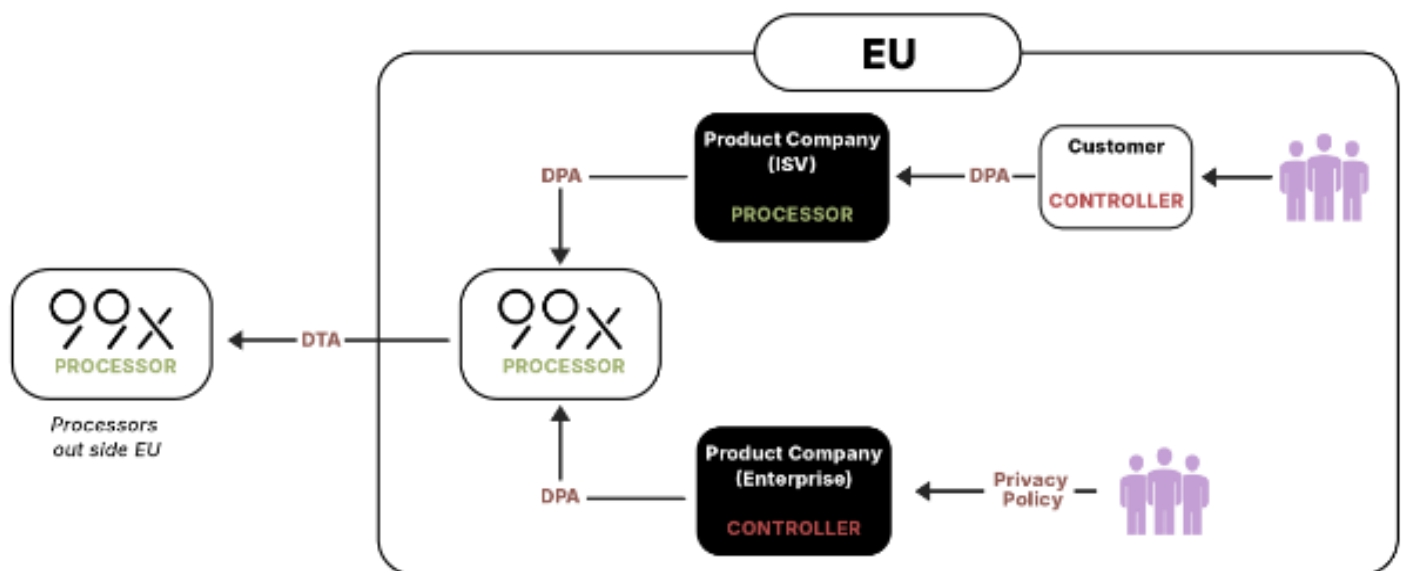 EU
Product Company
(ISV)
PROCESSOR
DPA
Customer
CONTROLLER
DPA
99x
PROCESSOR
Processors
out side EU
DTA
99x
PROCESSOR
DPA
Product Company
(Enterprise)
CONTROLLER
Privacy
Policy